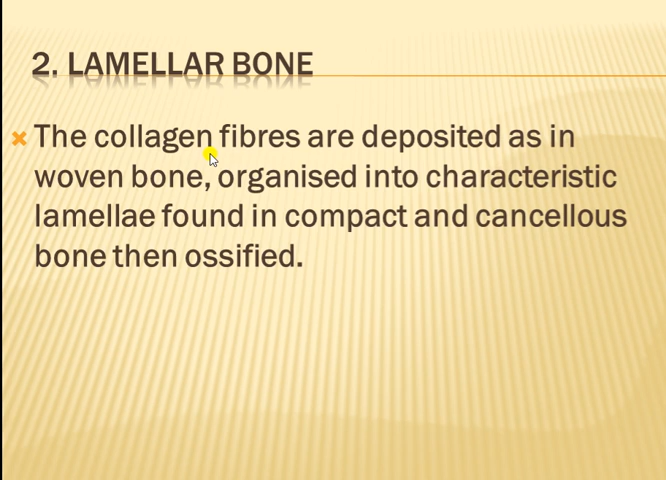 2. LAMELLAR BONE
The collagen fibres are deposited as in
woven bone, organised into characteristic
lamellae found in compact and cancellous
bone then ossified.